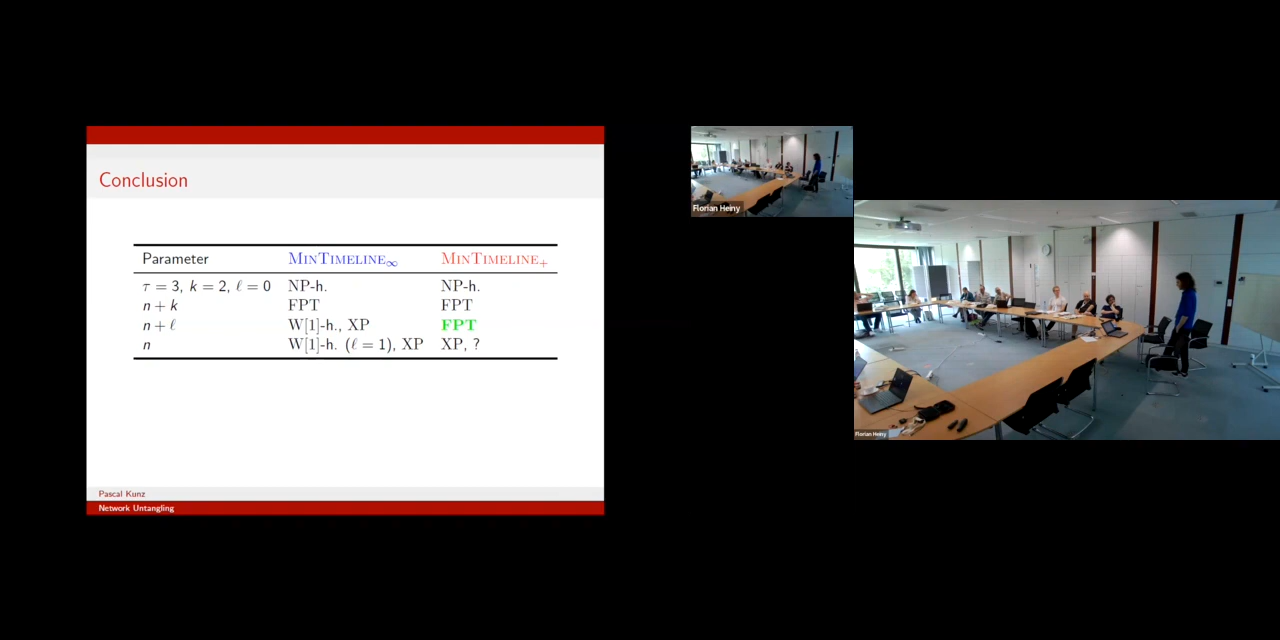 Conclusion
Parameter MinTimeline∞ MinTimeline+
τ = 3, k = 2, ℓ = 0 NP-h. NP-h.
n + k FPT FPT
n + ℓ W[1]-h., XP FPT
n W[1]-h. (ℓ = 1), XP XP, ?
Pascal Kunz
Network Untangling
Florian Heiny
Florian Heiny